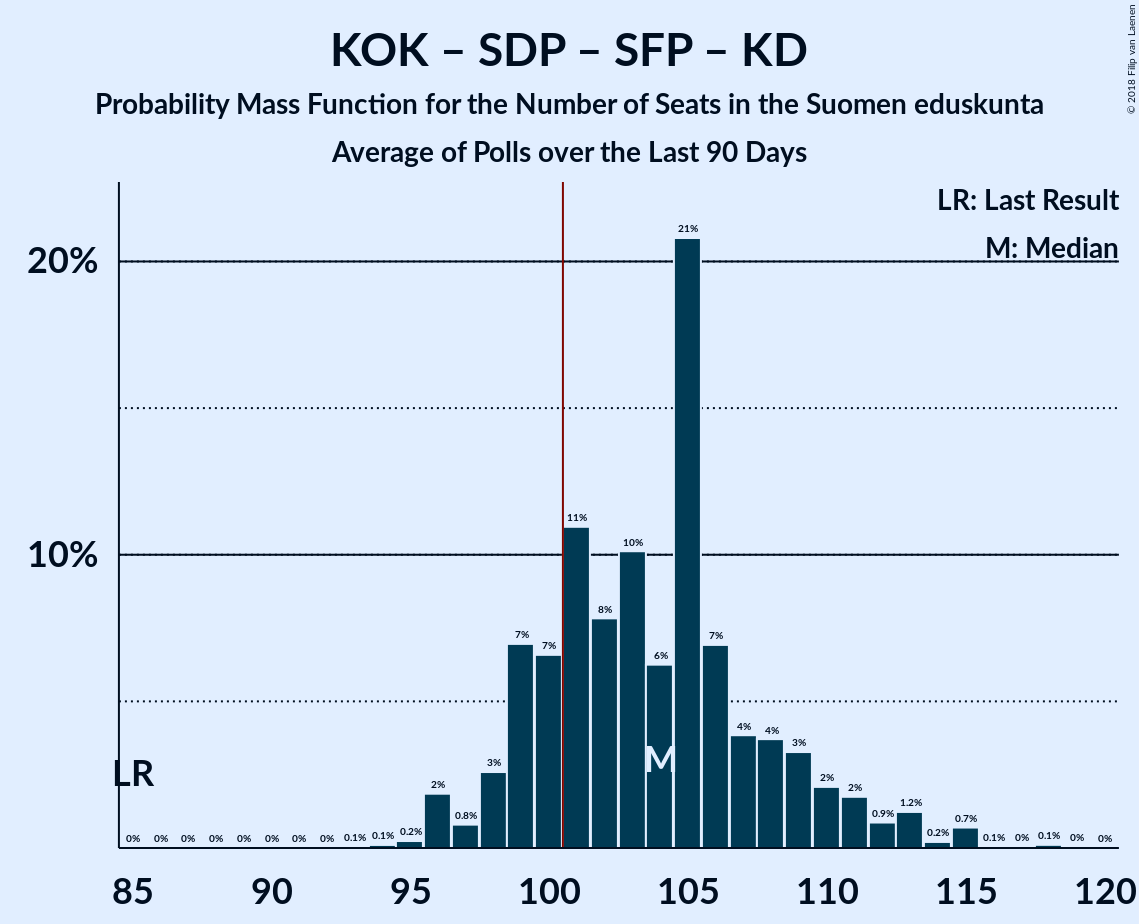 KOK – SDP – SFP – KD
Probability Mass Function for the Number of Seats in the Suomen eduskunta
Average of Polls over the Last 90 Days
© 2018 Filip van Laenen
LR: Last Result
M: Median
20%
10%
0% 0% 0% 0% 0% 0% 0% 0% 0.1% 0.1% 0.2% 2% 0.8% 3% 7% 7% 11% 8% 10% 6% 21% 7% 4% 4% 3% 2% 2% 0.9% 1.2% 0.2% 0.7% 0.1% 0% 0.1% 0% 0%
LR
M
85 90 95 100 105 110 115 120